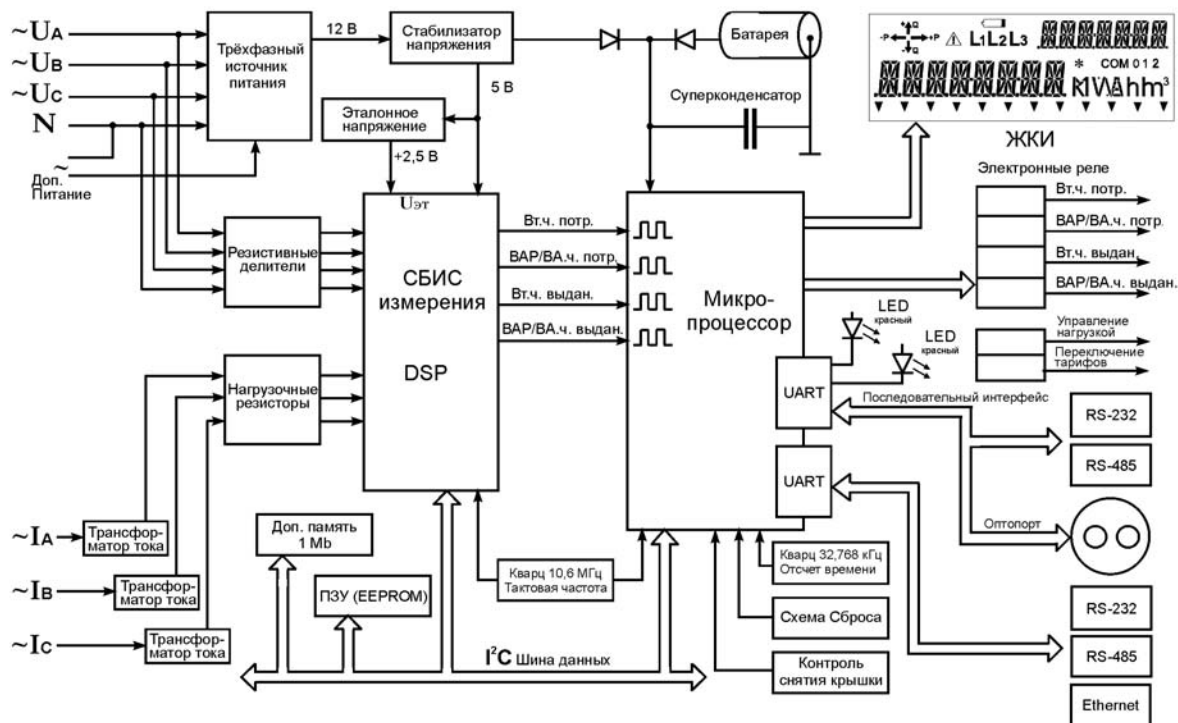 ~UA
~UB
~UC
N
~
Доп.
Питание
Трёхфазный
источник
питания
12 В
Стабилизатор
напряжения
5 В
Эталонное
напряжение
+2,5 В
Батарея
Суперконденсатор
-P
+P
+Q
-Q
L1L2L3
COM 0 1 2
*
ЖКИ
Электронные реле
Вт.ч. потр.
ВАР/ВА.ч. потр.
Вт.ч. выдан.
ВАР/ВА.ч. выдан.
Управление
нагрузкой
Переключение
тарифов
Uэт
СБИС
измерения
DSP
Резистивные
делители
Нагрузочные
резисторы
Вт.ч. потр.
ВАР/ВА.ч. потр.
Вт.ч. выдан.
ВАР/ВА.ч. выдан.
Микро-
процессор
LED
красный
LED
красный
UART
UART
Последовательный интерфейс
RS-232
RS-485
Оптопорт
RS-232
RS-485
Ethernet
~IA
Трансфор-
матор тока
~IB
Трансфор-
матор тока
~IC
Трансфор-
матор тока
Доп. память
1 Mb
ПЗУ (EEPROM)
Кварц 10,6 МГц
Тактовая частота
Кварц 32,768 кГц
Отсчет времени
Схема Сброса
Контроль
снятия крышки
I²C Шина данных